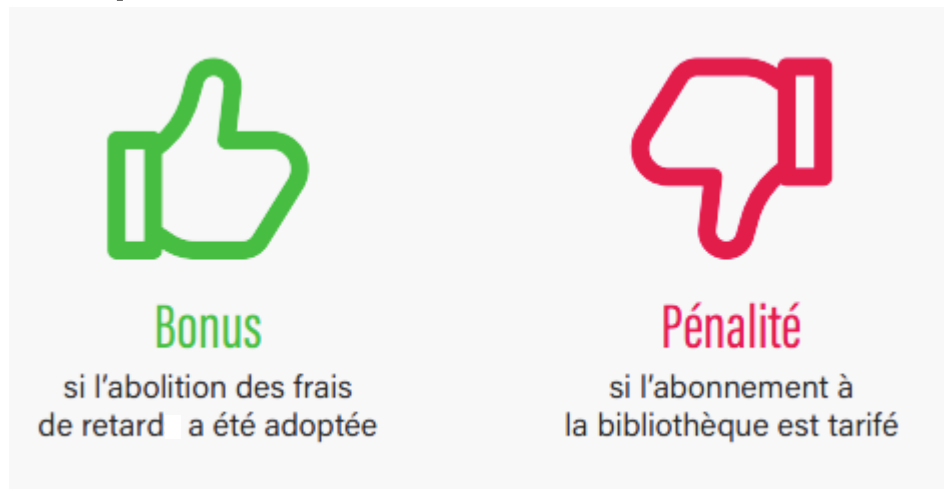 Bonus
si l'abolition des frais
de retard a été adoptée
Pénalité
si l'abonnement à
la bibliothèque est tarifé